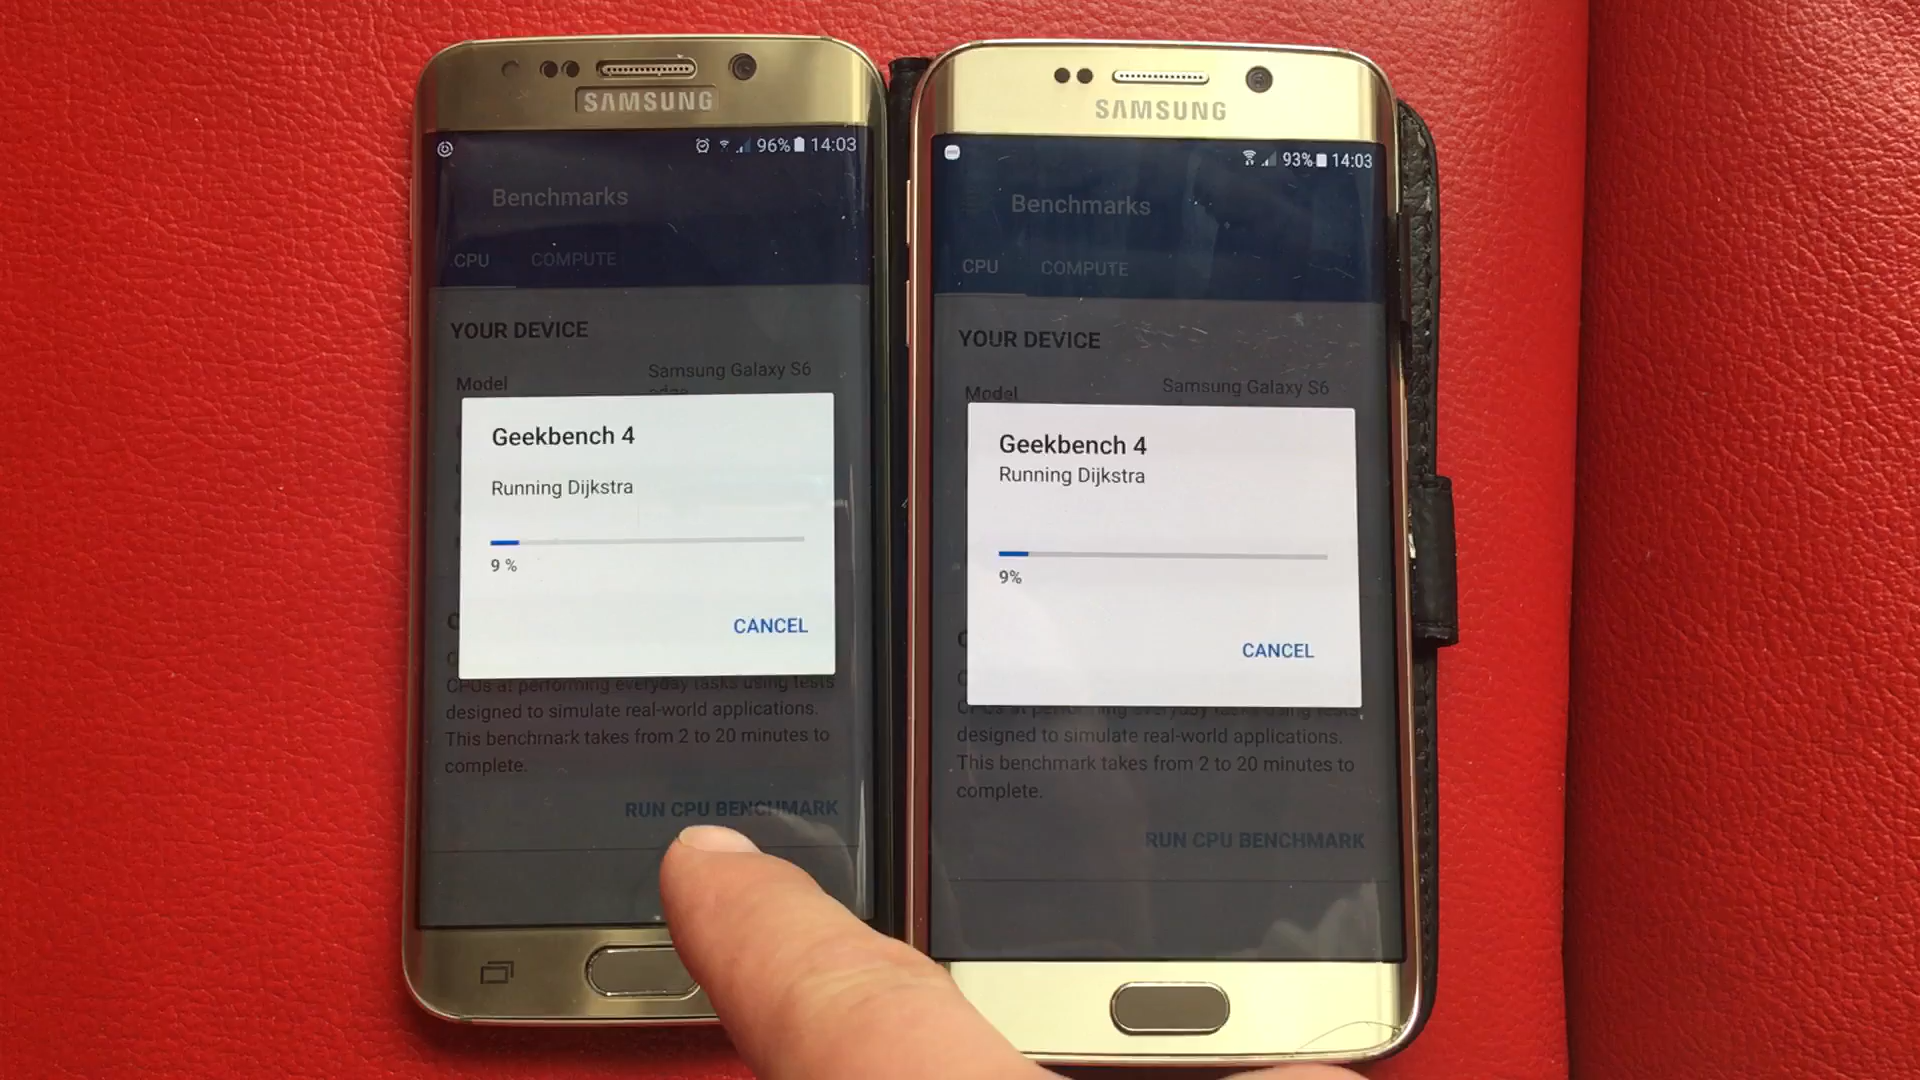 SAMSUNG
96% 14:03
Benchmarks
CPU COMPUTE
YOUR DEVICE
Model Samsung Galaxy S6
edge
Geekbench 4
Running Dijkstra
9 %
CANCEL
CPUs at performing everyday tasks using tests
designed to simulate real-world applications.
This benchmark takes from 2 to 20 minutes to
complete.
RUN CPU BENCHMARK
SAMSUNG
93% 14:03
Benchmarks
CPU COMPUTE
YOUR DEVICE
Model Samsung Galaxy S6
Geekbench 4
Running Dijkstra
9%
CANCEL
CPUs at performing everyday tasks using tests
designed to simulate real-world applications.
This benchmark takes from 2 to 20 minutes to
complete.
RUN CPU BENCHMARK